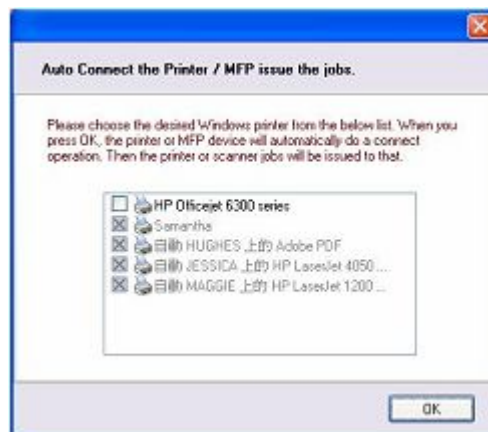 Auto Connect the Printer / MFP issue the jobs.
Please choose the desired Windows printer from the below list. When you
press OK, the printer or MFP device will automatically do a connect
operation. Then the printer or scanner jobs will be issued to that.
HP Officejet 6300 series
Samantha
自動 HUGHES 上的 Adobe PDF
自動 JESSICA 上的 HP LaserJet 4050 ...
自動 MAGGIE 上的 HP LaserJet 1200 ...
OK